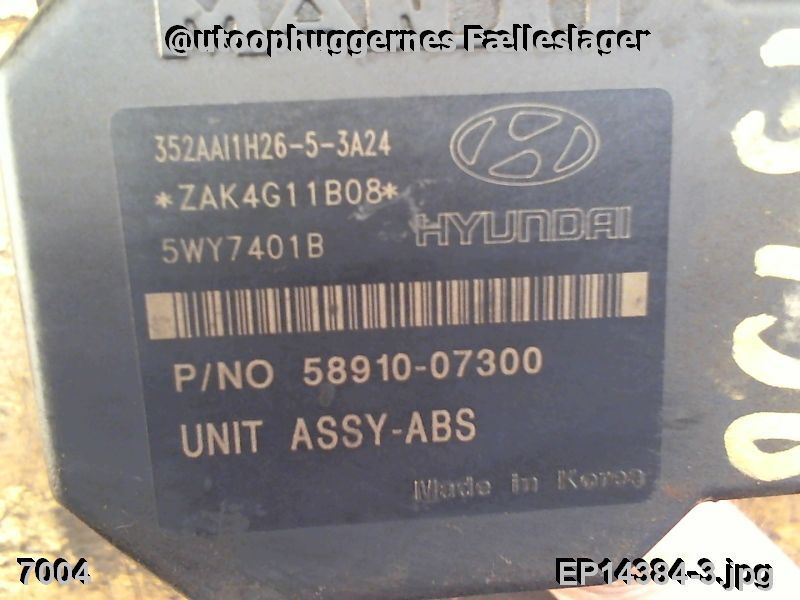 @utoophuggernes Fælleslager
352AAI1H26-5-3A24
*ZAK4G11B08*
5WY7401B
HYUNDAI
P/NO 58910-07300
UNIT ASSY-ABS
Made in Korea
7004
EP14384-3.jpg